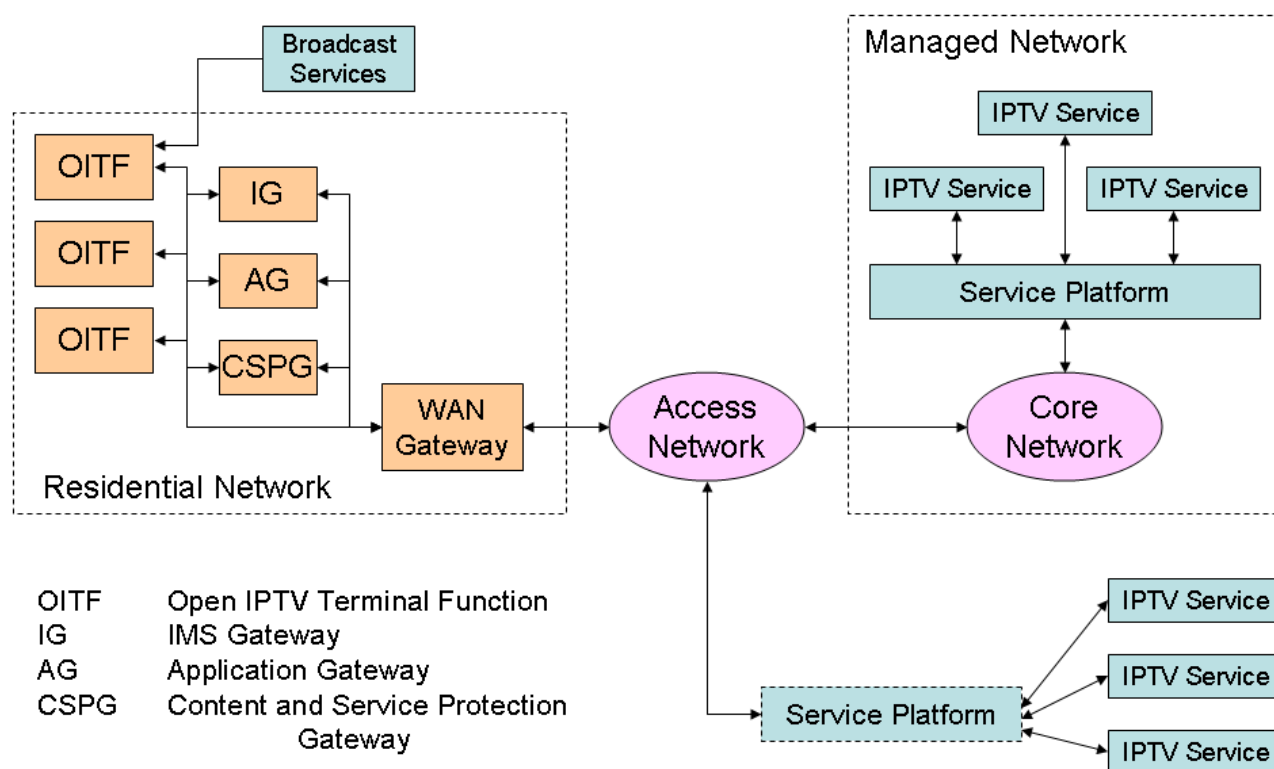 Broadcast
Services
Managed Network
IPTV Service
IPTV Service
IPTV Service
Service Platform
Core
Network
OITF
OITF
OITF
IG
AG
CSPG
WAN
Gateway
Residential Network
Access
Network
OITF Open IPTV Terminal Function
IG IMS Gateway
AG Application Gateway
CSPG Content and Service Protection
Gateway
Service Platform
IPTV Service
IPTV Service
IPTV Service